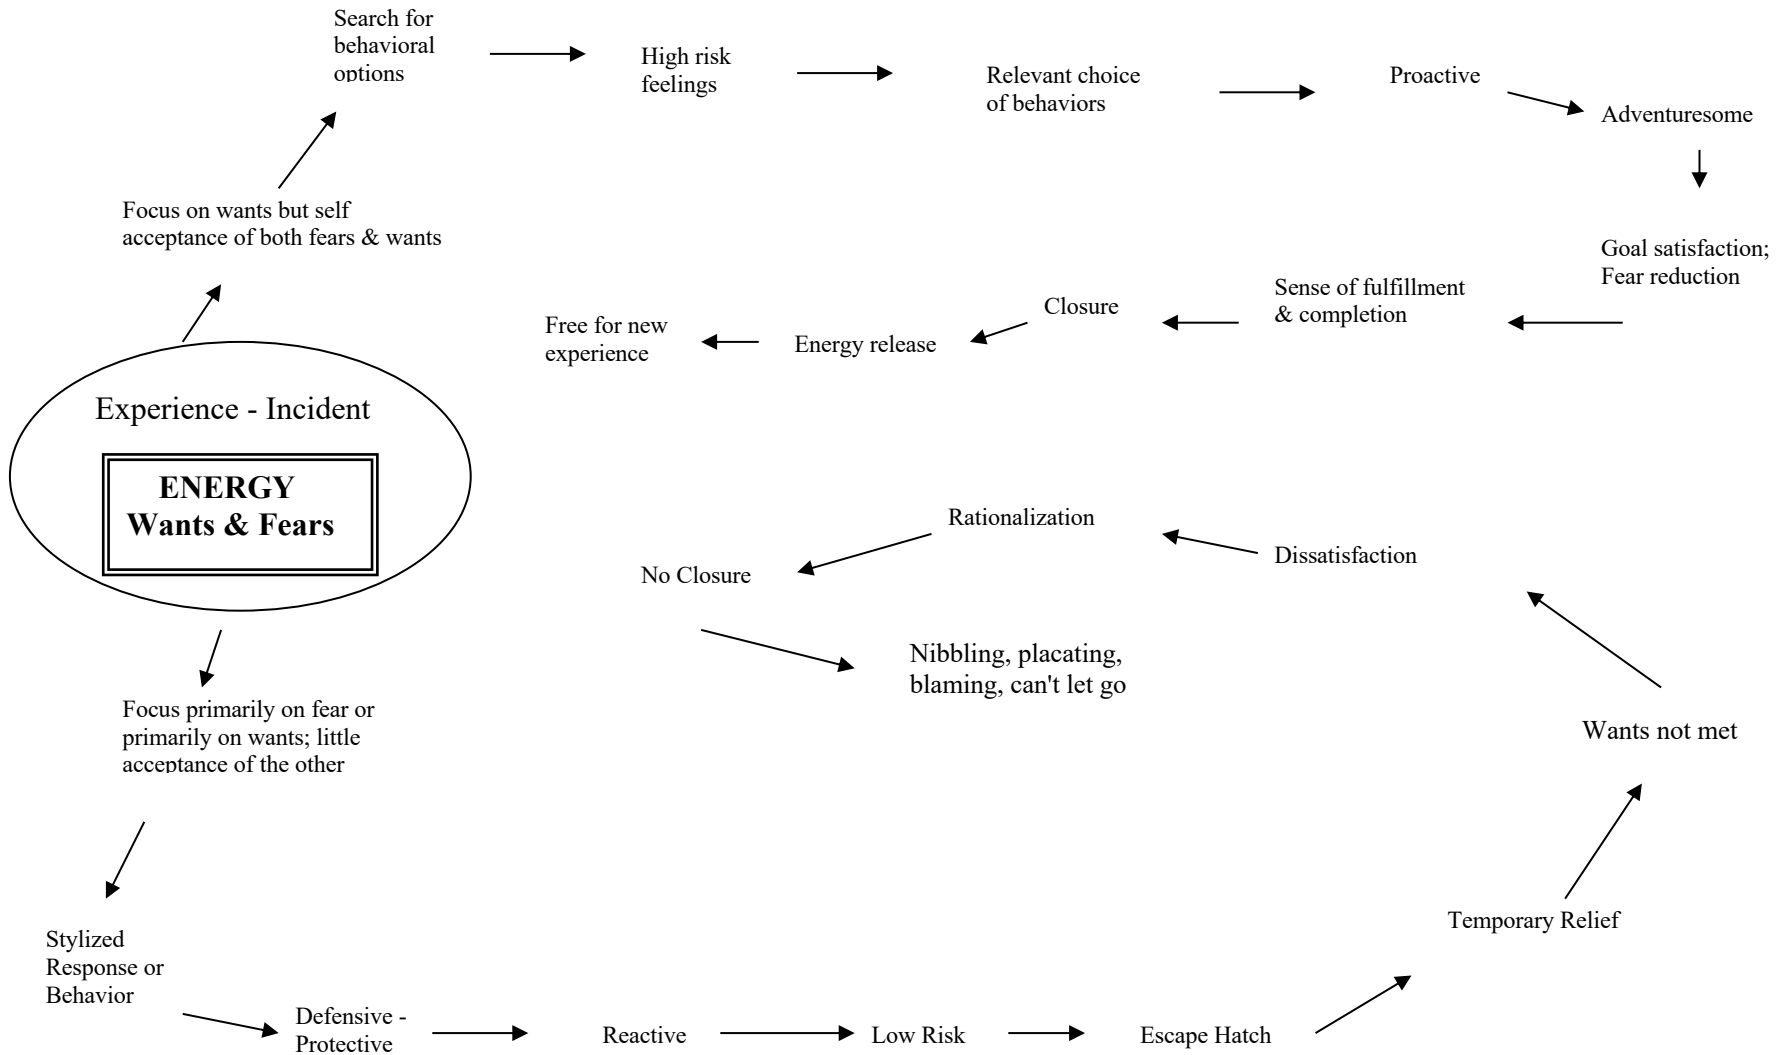 Search for
behavioral
options
High risk
feelings
Relevant choice
of behaviors
Proactive
Adventuresome
Focus on wants but self
acceptance of both fears & wants
Goal satisfaction;
Fear reduction
Sense of fulfillment
& completion
Closure
Energy release
Free for new
experience
Experience - Incident
ENERGY
Wants & Fears
Rationalization
Dissatisfaction
No Closure
Nibbling, placating,
blaming, can't let go
Focus primarily on fear or
primarily on wants; little
acceptance of the other
Wants not met
Temporary Relief
Stylized
Response or
Behavior
Defensive -
Protective
Reactive
Low Risk
Escape Hatch